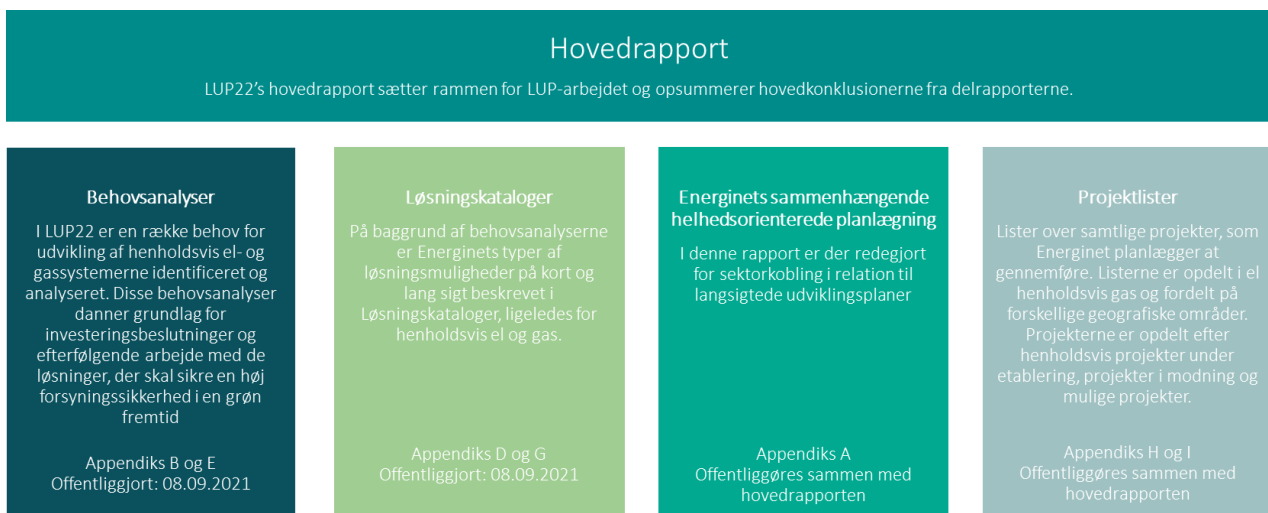 Hovedrapport
LUP22's hovedrapport sætter rammen for LUP-arbejdet og opsummerer hovedkonklusionerne fra delrapporterne.
Behovsanalyser
I LUP22 er en række behov for
udvikling af henholdsvis el- og
gassystemerne identificeret og
analyseret. Disse behovsanalyser
danner grundlag for
investeringsbeslutninger og
efterfølgende arbejde med de
løsninger, der skal sikre en høj
forsyningssikkerhed i en grøn
fremtid
Appendiks B og E
Offentliggjort: 08.09.2021
Løsningskataloger
På baggrund af behovsanalyserne
er Energinets typer af
løsningsmuligheder på kort og
lang sigt beskrevet i
Løsningskataloger, ligeledes for
henholdsvis el og gas.
Appendiks D og G
Offentliggjort: 08.09.2021
Energinets sammenhængende
helhedsorienterede planlægning
I denne rapport er der redegjort
for sektorkobling i relation til
langsigtede udviklingsplaner
Appendiks A
Offentliggøres sammen med
hovedrapporten
Projektlister
Lister over samtlige projekter, som
Energinet planlægger at
gennemføre. Listerne er opdelt i el
henholdsvis gas og fordelt på
forskellige geografiske områder.
Projekterne er opdelt efter
henholdsvis projekter under
etablering, projekter i modning og
mulige projekter.
Appendiks H og I
Offentliggøres sammen med
hovedrapporten